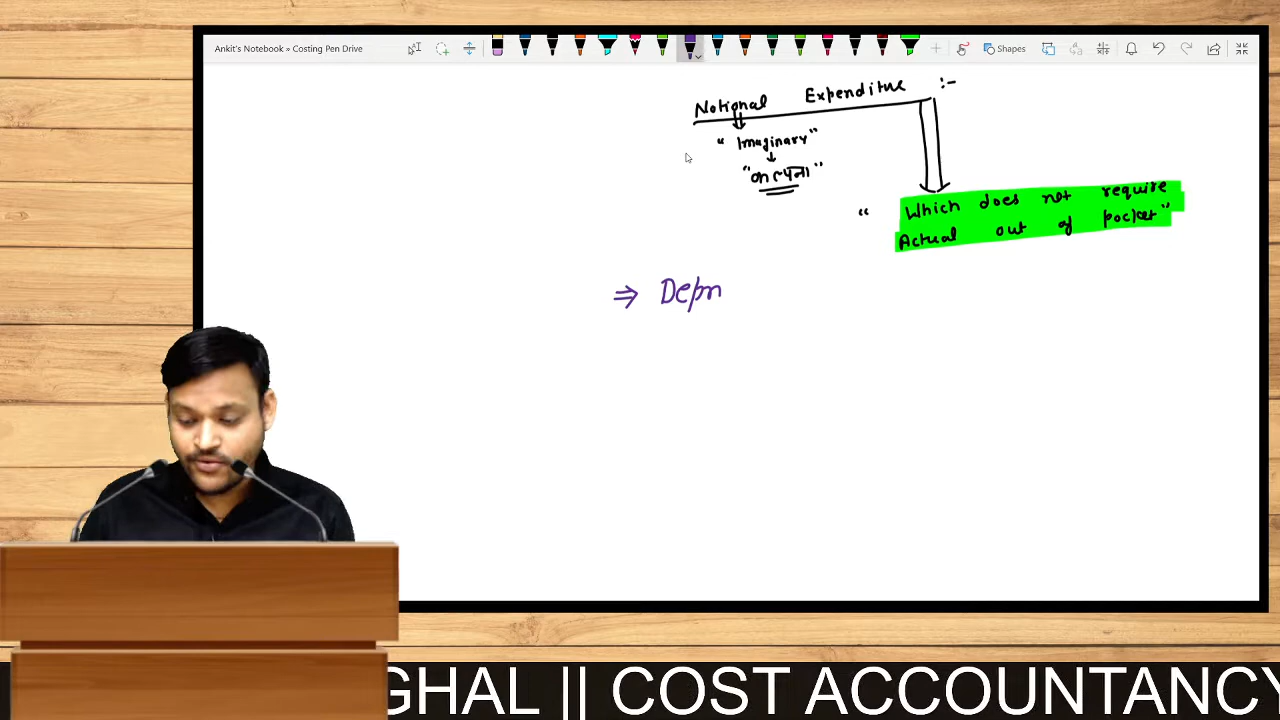 Ankit's Notebook » Costing Pen Drive
Shapes
Notional Expenditure :-
" Imaginary "
" काल्पनिक "
" Which does not require
Actual out of pocket "
⇒ Depn
GHAL || COST ACCOUNTANCY